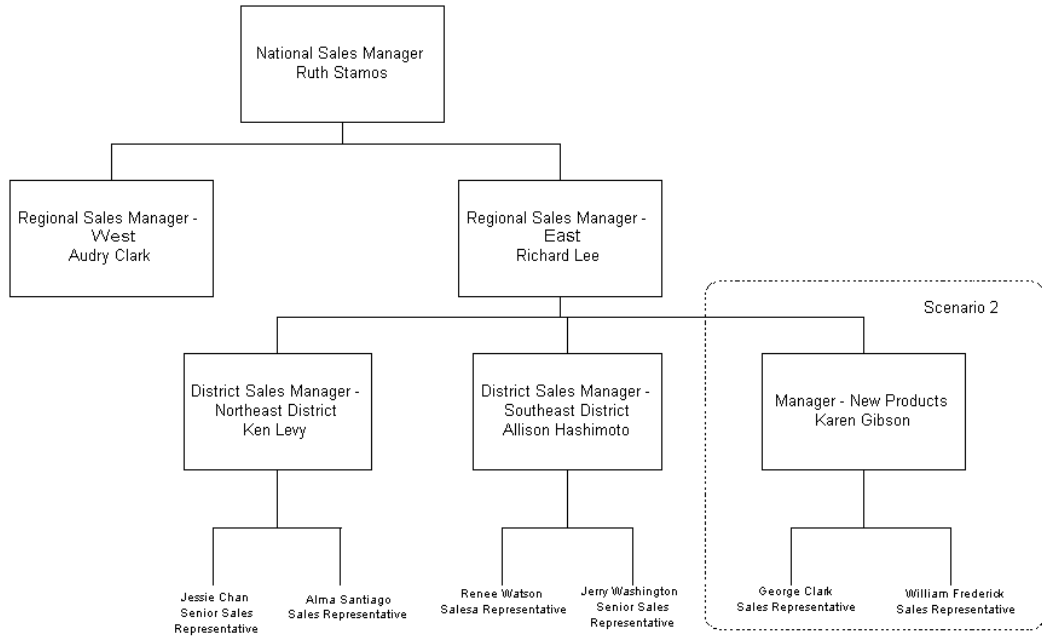 National Sales Manager
Ruth Stamos
Regional Sales Manager -
West
Audry Clark
Regional Sales Manager -
East
Richard Lee
Scenario 2
District Sales Manager -
Northeast District
Ken Levy
District Sales Manager -
Southeast District
Allison Hashimoto
Manager - New Products
Karen Gibson
Jessie Chan
Senior Sales
Representative
Alma Santiago
Sales Representative
Renee Watson
Salesa Representative
Jerry Washington
Senior Sales
Representative
George Clark
Sales Representative
William Frederick
Sales Representative